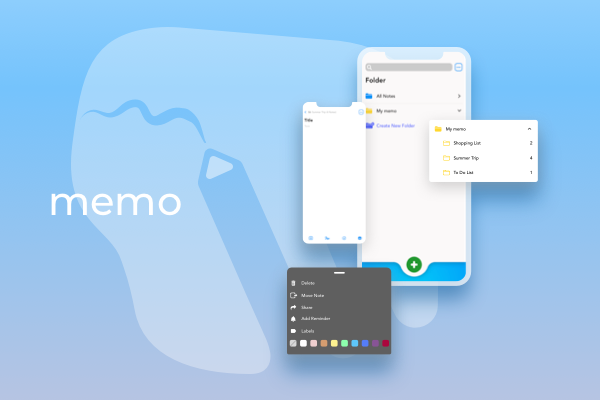 memo
Folder
All Notes
My memo
Create New Folder
Title
My memo
Shopping List 2
Summer Trip 4
To Do List 1
Delete
Move Note
Share
Add Reminder
Labels